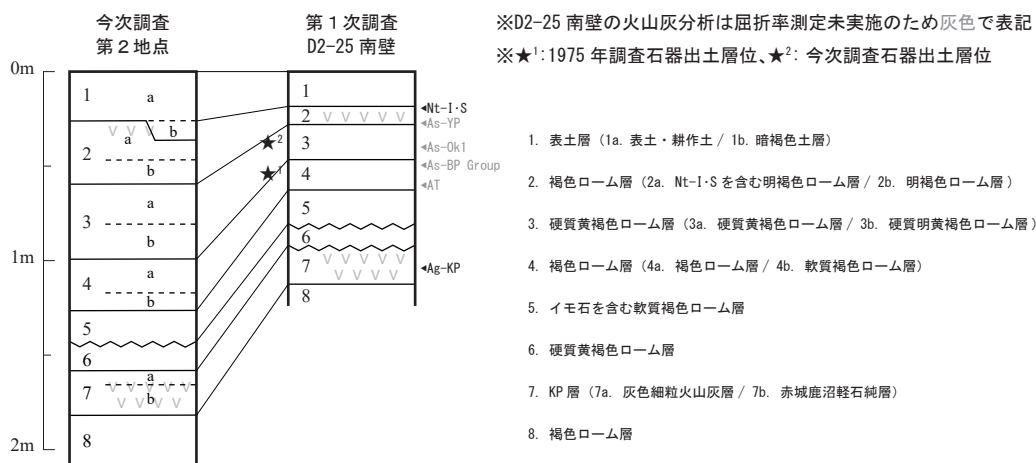 今次調査
第2地点
第1次調査
D2-25 南壁
※D2-25 南壁の火山灰分析は屈折率測定未実施のため灰色で表記
※★¹:1975 年調査石器出土層位、★²: 今次調査石器出土層位
0m
1m
2m
1
a
b
2
a
b
3
a
b
4
a
b
5
6
7
a
b
8
★²
★¹
1
2
3
4
5
6
7
8
Nt-I・S
As-YP
As-Ok1
As-BP Group
AT
Ag-KP
1. 表土層(1a. 表土・耕作土 / 1b. 暗褐色土層)
2. 褐色ローム層(2a. Nt-I・S を含む明褐色ローム層 / 2b. 明褐色ローム層)
3. 硬質黄褐色ローム層(3a. 硬質黄褐色ローム層 / 3b. 硬質明黄褐色ローム層)
4. 褐色ローム層(4a. 褐色ローム層 / 4b. 軟質褐色ローム層)
5. イモ石を含む軟質褐色ローム層
6. 硬質黄褐色ローム層
7. KP 層(7a. 灰色細粒火山灰層 / 7b. 赤城鹿沼軽石純層)
8. 褐色ローム層